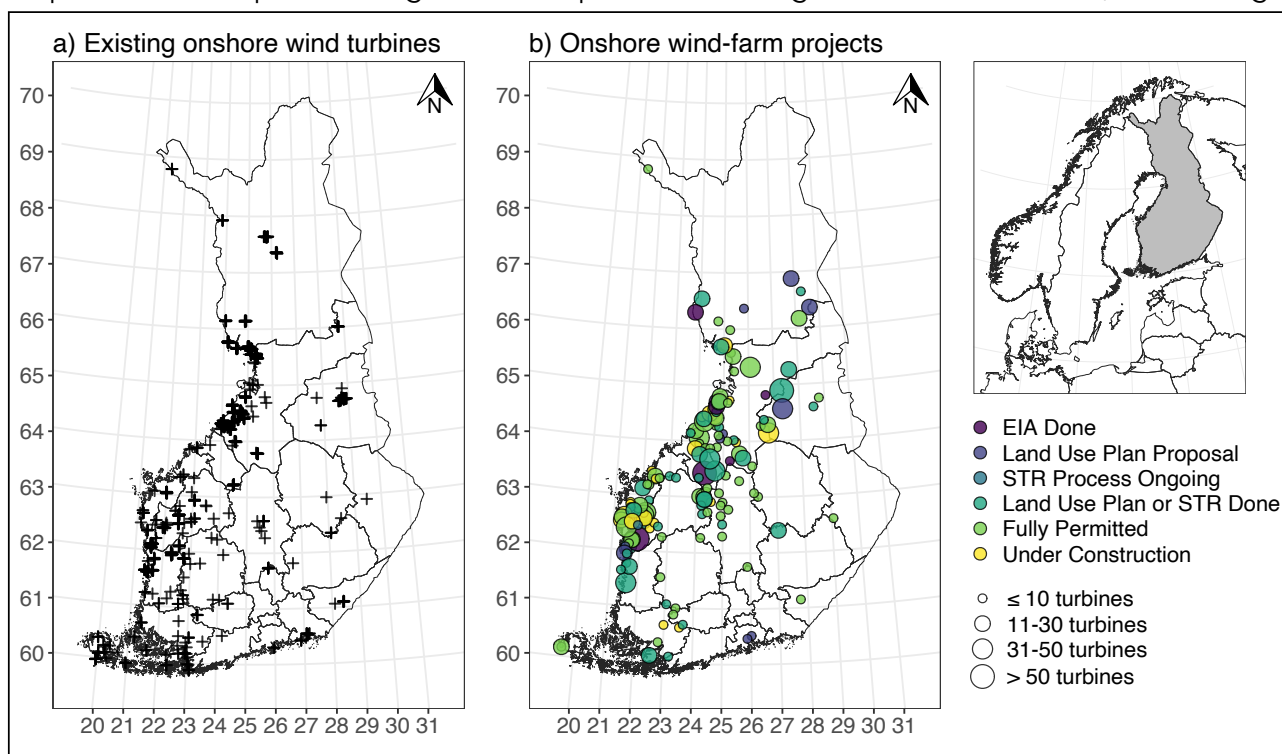 a) Existing onshore wind turbines
b) Onshore wind-farm projects
N
N
70
69
68
67
66
65
64
63
62
61
60
20 21 22 23 24 25 26 27 28 29 30 31
70
69
68
67
66
65
64
63
62
61
60
20 21 22 23 24 25 26 27 28 29 30 31
EIA Done
Land Use Plan Proposal
STR Process Ongoing
Land Use Plan or STR Done
Fully Permitted
Under Construction
≤ 10 turbines
11-30 turbines
31-50 turbines
> 50 turbines